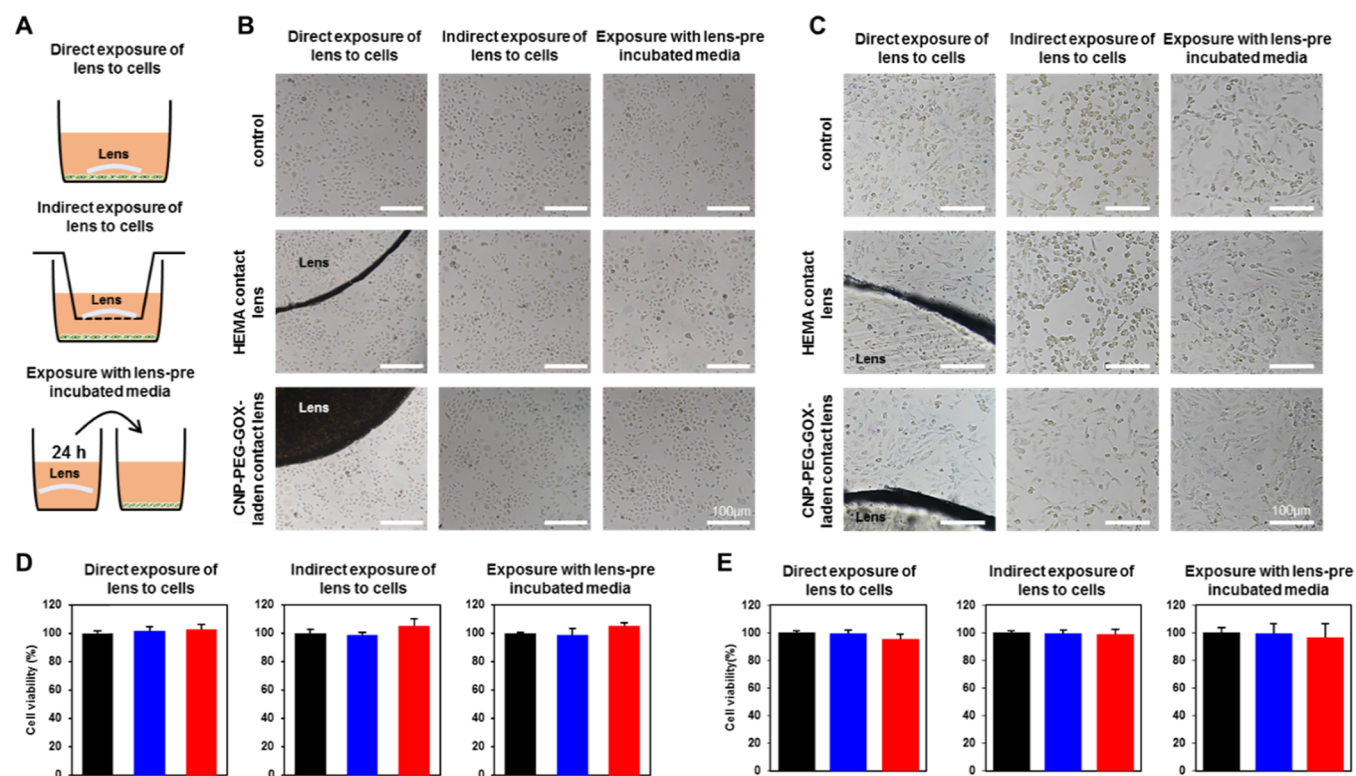 A
Direct exposure of
lens to cells
Lens
Indirect exposure of
lens to cells
Lens
Exposure with lens-pre
incubated media
24 h
Lens
B
Direct exposure of
lens to cells
Indirect exposure of
lens to cells
Exposure with lens-pre
incubated media
control
HEMA contact
lens
Lens
CNP-PEG-GOX-
laden contact lens
Lens
100μm
C
Direct exposure of
lens to cells
Indirect exposure of
lens to cells
Exposure with lens-pre
incubated media
control
HEMA contact
lens
Lens
CNP-PEG-GOX-
laden contact lens
Lens
100μm
D
Direct exposure of
lens to cells
Cell viability (%)
120
100
80
60
40
20
0
Indirect exposure of
lens to cells
120
100
80
60
40
20
0
Exposure with lens-pre
incubated media
120
100
80
60
40
20
0
E
Direct exposure of
lens to cells
Cell viability(%)
120
100
80
60
40
20
0
Indirect exposure of
lens to cells
120
100
80
60
40
20
0
Exposure with lens-pre
incubated media
120
100
80
60
40
20
0